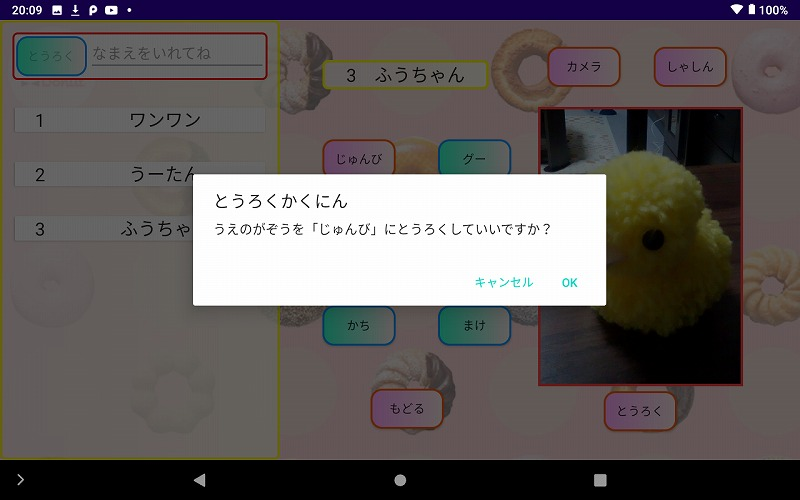 20:09
100%
とうろく
なまえをいれてね
1 ワンワン
2 うーたん
3 ふうちゃ
3 ふうちゃん
カメラ
しゃしん
じゅんび
グー
とうろくかくにん
うえのがぞうを「じゅんび」にとうろくしていいですか？
キャンセル
OK
かち
まけ
もどる
とうろく